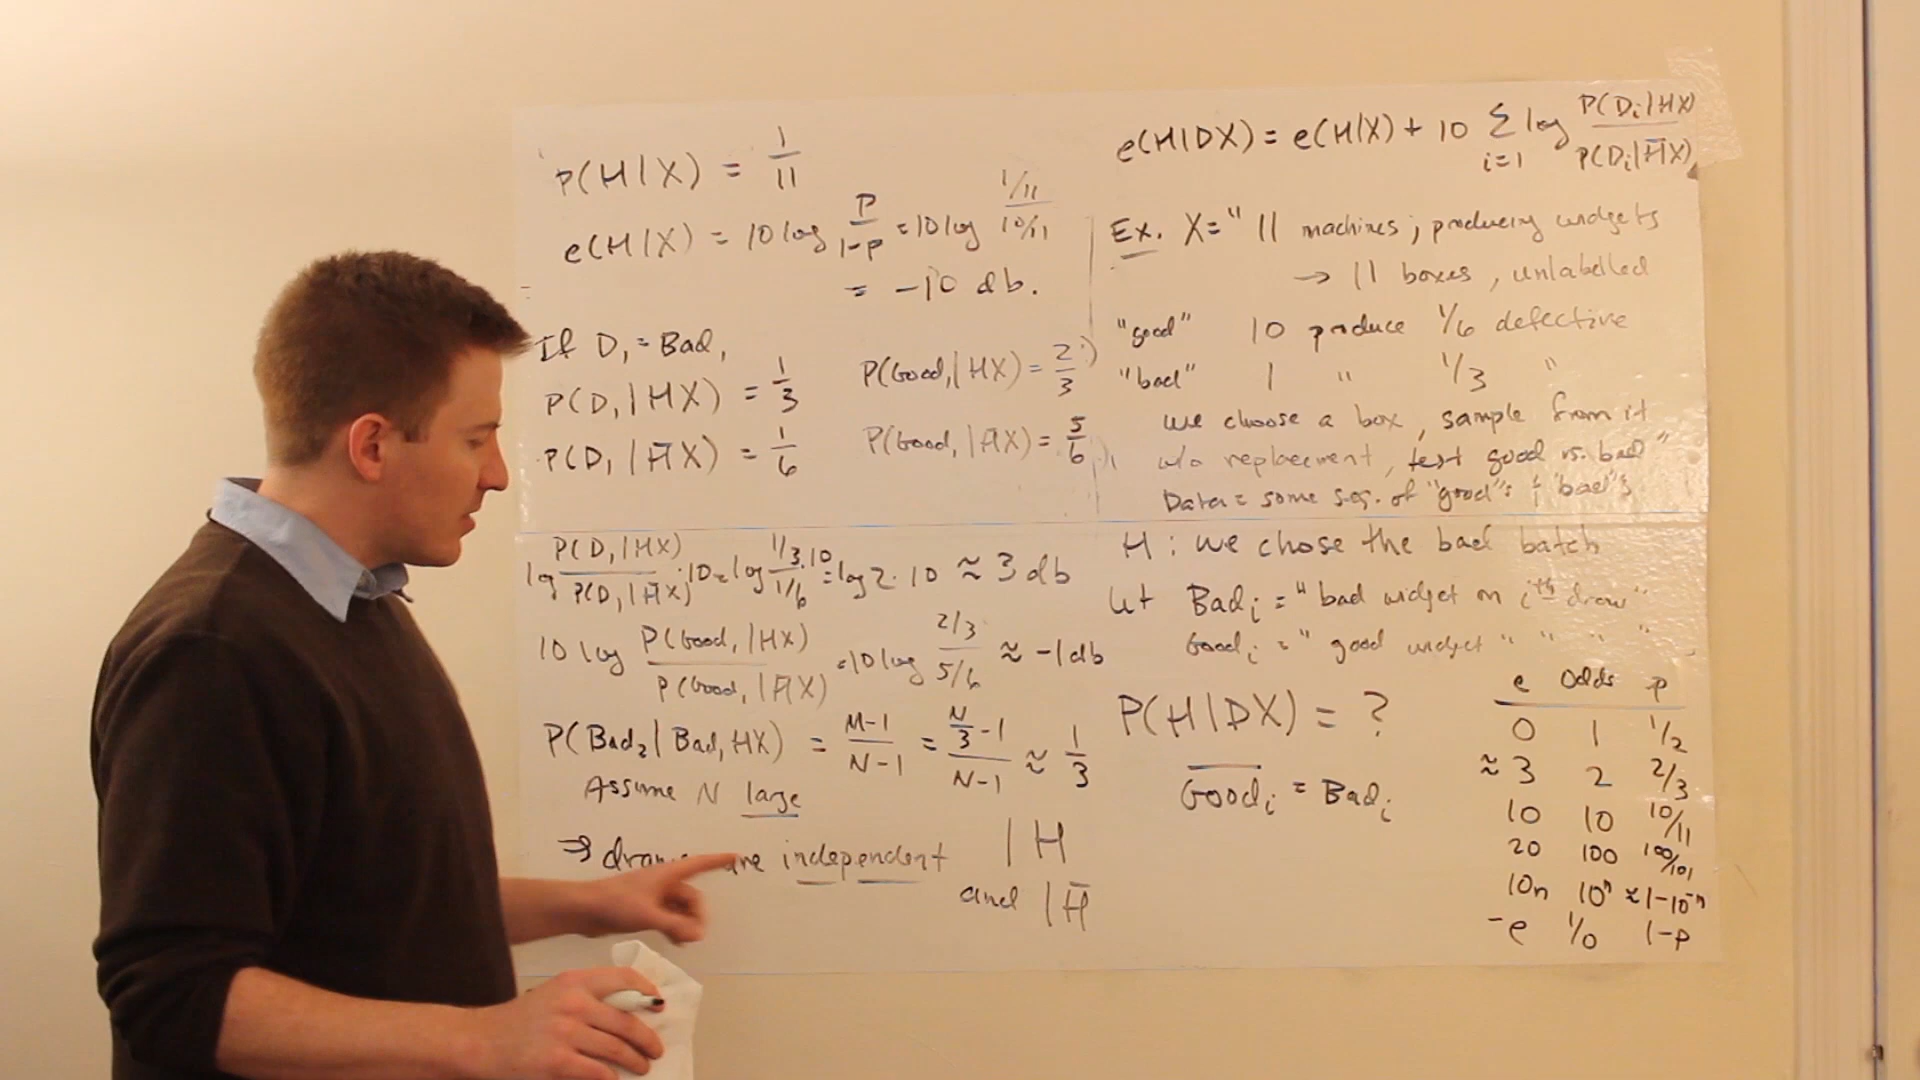 P(H|X) = 1/11
e(H|X) = 10 log P/1-P = 10 log 1/11 / 10/11
= -10 db.
If D₁ = Bad,
P(D₁|HX) = 1/3
P(D₁|H̄X) = 1/6
P(Good₁|HX) = 2/3
P(Good₁|H̄X) = 5/6
log P(D₁|HX) / P(D₁|H̄X) · 10 = log 1/3 / 1/6 · 10 = log 2 · 10 ≈ 3 db
10 log P(Good₁|HX) / P(Good₁|H̄X) = 10 log 2/3 / 5/6 ≈ -1 db
P(Bad₂|Bad₁HX) = M-1 / N-1 = N/3 - 1 / N-1 ≈ 1/3
Assume N large
⇒ draws are independent |H
and |H̄
e(H|DX) = e(H|X) + 10 Σ i=1 log P(Dᵢ|HX) / P(Dᵢ|H̄X)
Ex. X = " 11 machines; producing widgets
→ 11 boxes, unlabelled
"good" 10 produce 1/6 defective
"bad" 1 " 1/3 "
we choose a box, sample from it
w/o replacement, test good vs. bad "
Data = some seq. of "good"s & "bad"s
H : we chose the bad batch
let Badᵢ = "bad widget on iᵗʰ draw"
Goodᵢ = " good widget " " "
P(H|DX) = ?
G̅o̅o̅d̅ᵢ = Badᵢ
e Odds P
0 1 1/2
≈ 3 2 2/3
10 10 10/11
20 100 100/101
10n 10ⁿ ≈ 1-10⁻ⁿ
-e 1/0 1-P